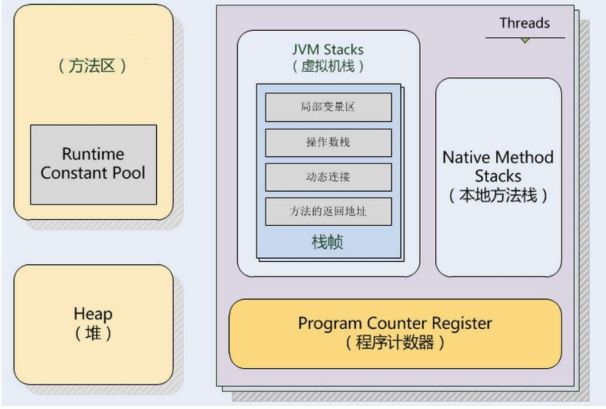 （方法区）
Runtime
Constant Pool
Heap
（堆）
Threads
JVM Stacks
（虚拟机栈）
局部变量区
操作数栈
动态连接
方法的返回地址
栈帧
Native Method
Stacks
（本地方法栈）
Program Counter Register
（程序计数器）